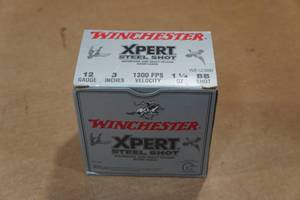 WINCHESTER
XPERT
STEEL SHOT
12 3 1300 FPS 1 1/4 BB
GAUGE INCHES VELOCITY OZ SHOT
WINCHESTER
XPERT
STEEL SHOT